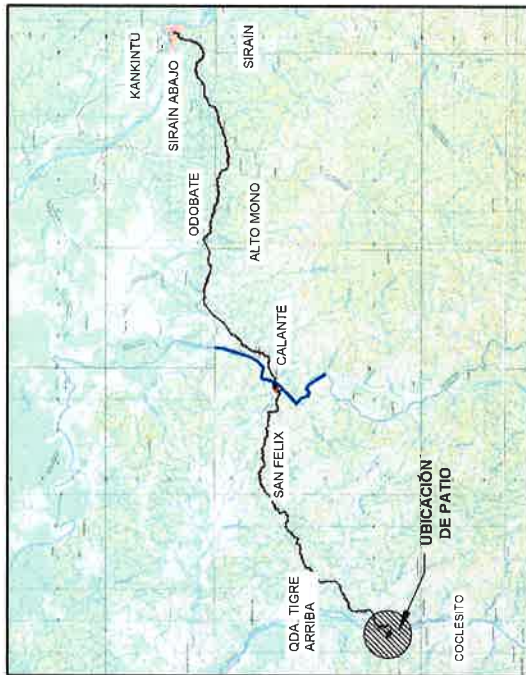 KANKINTU
SIRAIN ABAJO
SIRAIN
ODOBATE
ALTO MONO
CALANTE
SAN FELIX
QDA. TIGRE
ARRIBA
UBICACIÓN
DE PATIO
COCLESITO